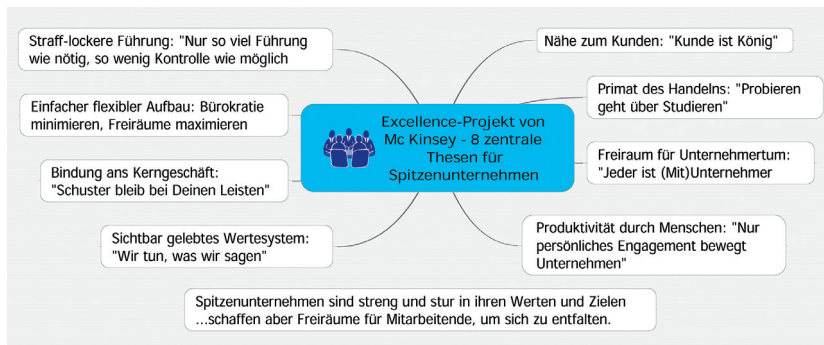 Straff-lockere Führung: "Nur so viel Führung
wie nötig, so wenig Kontrolle wie möglich
Einfacher flexibler Aufbau: Bürokratie
minimieren, Freiräume maximieren
Bindung ans Kerngeschäft:
"Schuster bleib bei Deinen Leisten"
Sichtbar gelebtes Wertesystem:
"Wir tun, was wir sagen"
Excellence-Projekt von
Mc Kinsey - 8 zentrale
Thesen für
Spitzenunternehmen
Nähe zum Kunden: "Kunde ist König"
Primat des Handelns: "Probieren
geht über Studieren"
Freiraum für Unternehmertum:
"Jeder ist (Mit)Unternehmer
Produktivität durch Menschen: "Nur
persönliches Engagement bewegt
Unternehmen"
Spitzenunternehmen sind streng und stur in ihren Werten und Zielen
...schaffen aber Freiräume für Mitarbeitende, um sich zu entfalten.